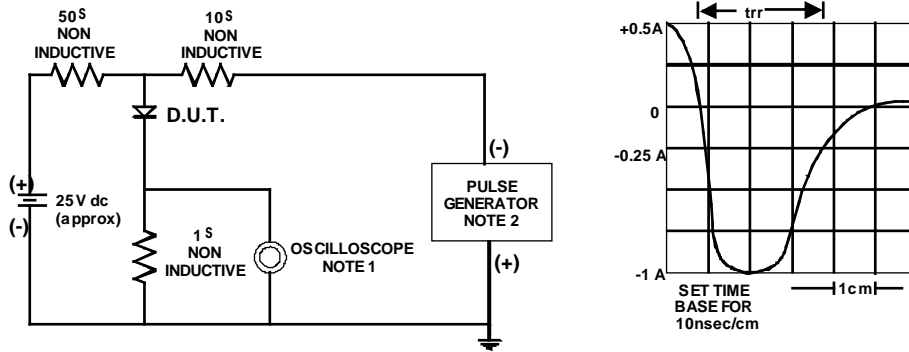 50S
NON
INDUCTIVE
10S
NON
INDUCTIVE
D.U.T.
(+)
(-)
25V dc
(approx)
1S
NON
INDUCTIVE
OSCILLOSCOPE
NOTE 1
(-)
PULSE
GENERATOR
NOTE 2
(+)
trr
+0.5A
0
-0.25 A
-1 A
SET TIME
BASE FOR
10nsec/cm
1cm